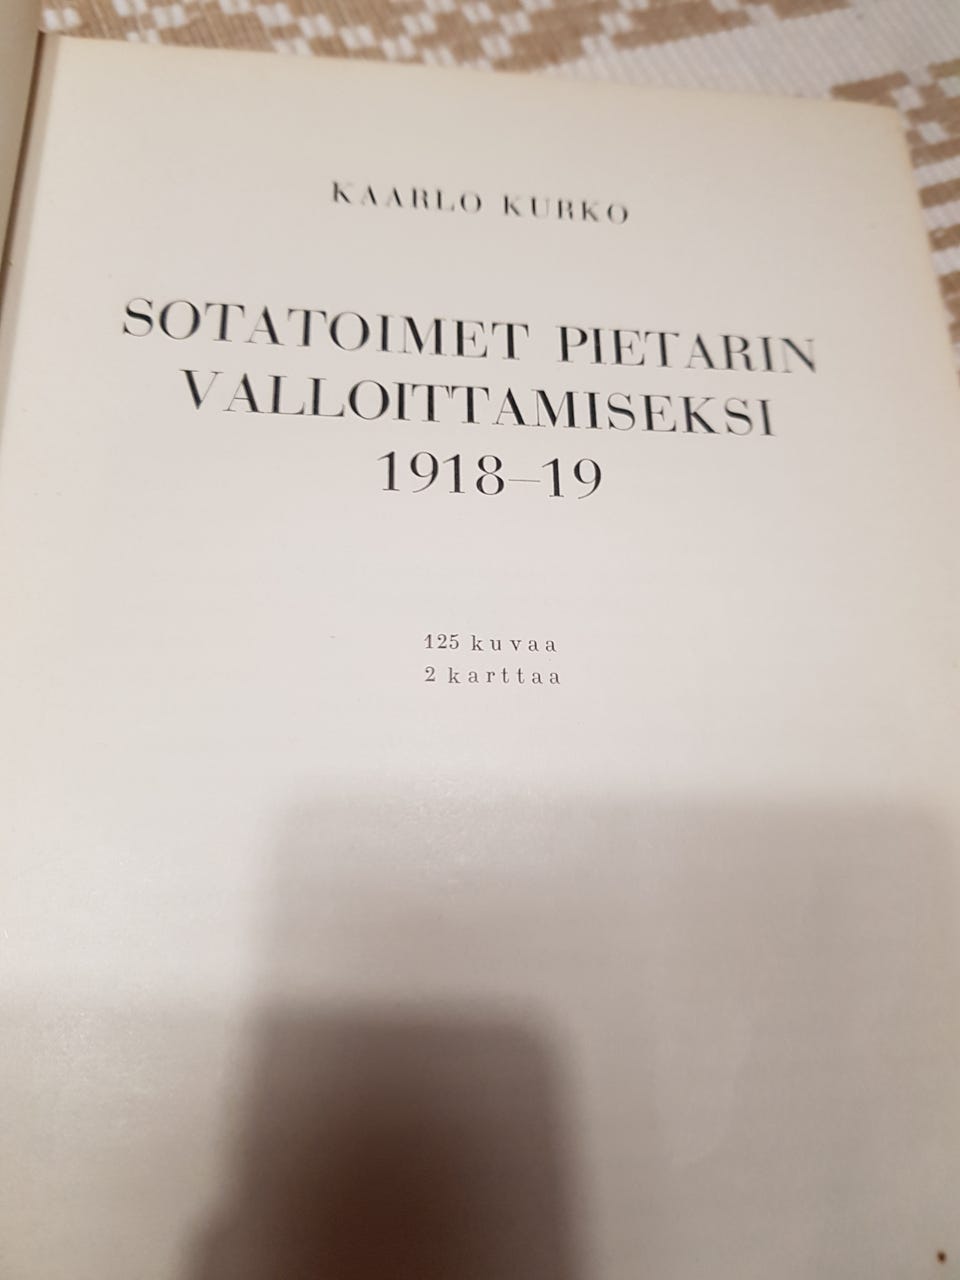 KAARLO KURKO
SOTATOIMET PIETARIN
VALLOITTAMISEKSI
1918–19
125 kuvaa
2 karttaa